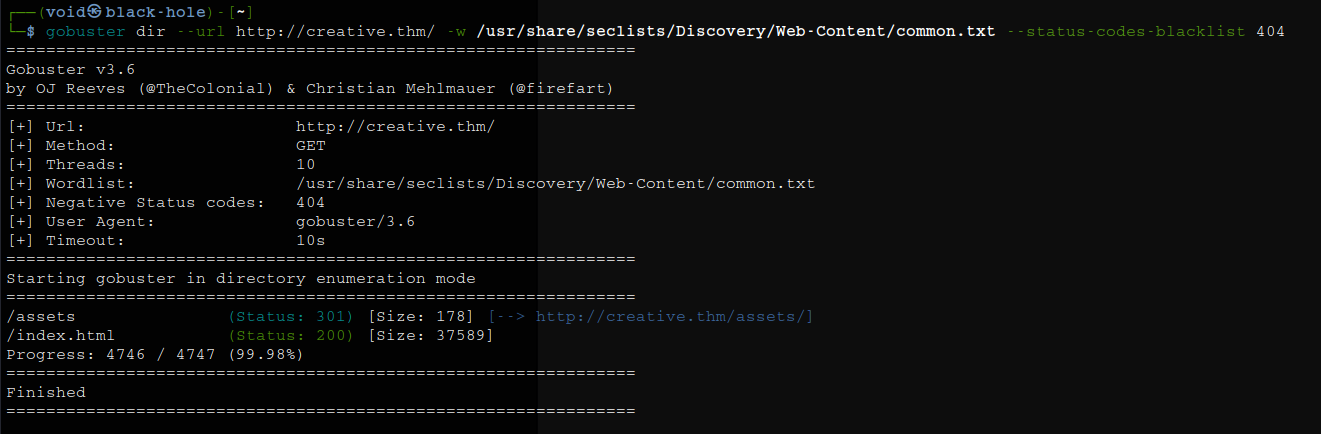 ┌──(void㉿black-hole)-[~]
└─$ gobuster dir --url http://creative.thm/ -w /usr/share/seclists/Discovery/Web-Content/common.txt --status-codes-blacklist 404
===============================================================
Gobuster v3.6
by OJ Reeves (@TheColonial) & Christian Mehlmauer (@firefart)
===============================================================
[+] Url:                     http://creative.thm/
[+] Method:                  GET
[+] Threads:                 10
[+] Wordlist:                /usr/share/seclists/Discovery/Web-Content/common.txt
[+] Negative Status codes:   404
[+] User Agent:              gobuster/3.6
[+] Timeout:                 10s
===============================================================
Starting gobuster in directory enumeration mode
===============================================================
/assets               (Status: 301) [Size: 178] [--> http://creative.thm/assets/]
/index.html           (Status: 200) [Size: 37589]
Progress: 4746 / 4747 (99.98%)
===============================================================
Finished
===============================================================